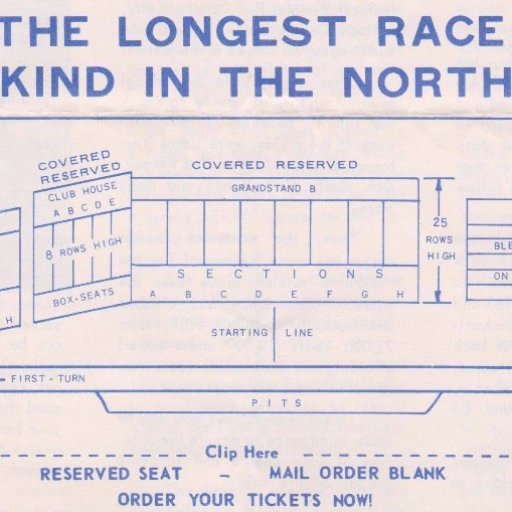 THE LONGEST RACE
KIND IN THE NORTH
COVERED
RESERVED
CLUB HOUSE
A B C D E
8 ROWS HIGH
BOX-SEATS
H
COVERED RESERVED
GRANDSTAND B
SECTIONS
A B C D E F G H
25
ROWS
HIGH
BLE
ON
STARTING LINE
FIRST - TURN
PITS
Clip Here
RESERVED SEAT – MAIL ORDER BLANK
ORDER YOUR TICKETS NOW!